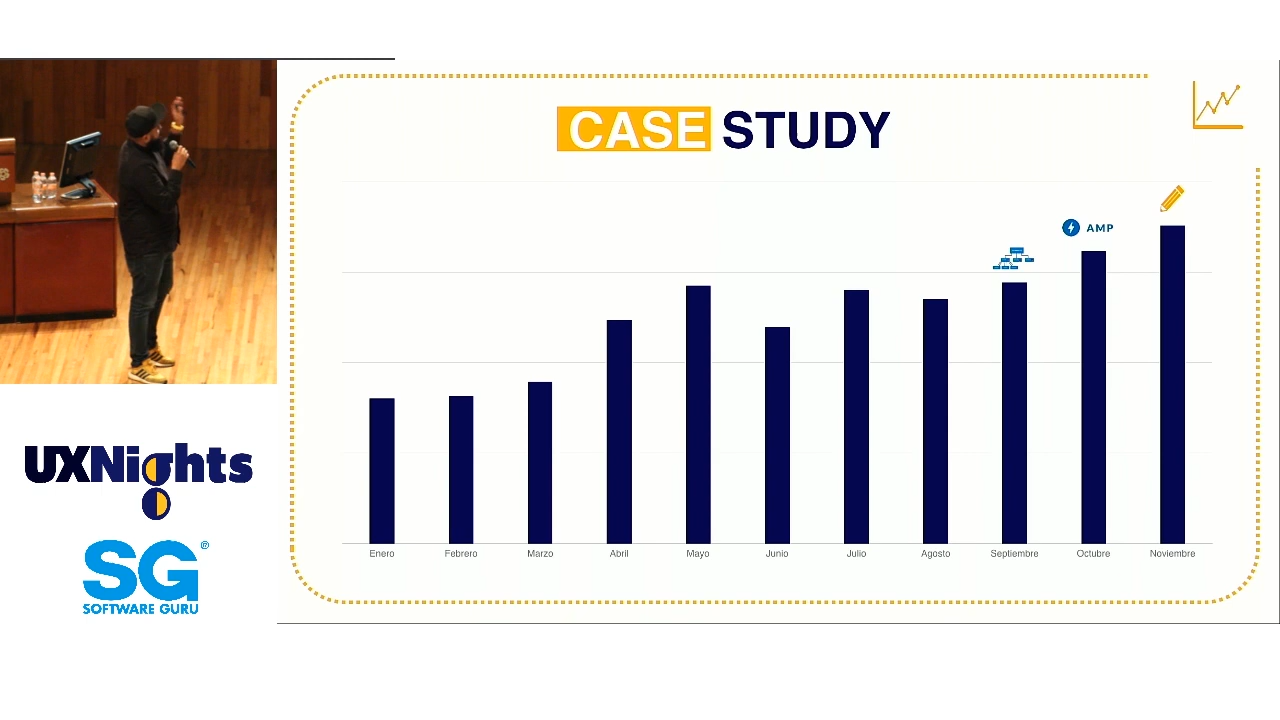 CASE STUDY
AMP
Enero Febrero Marzo Abril Mayo Junio Julio Agosto Septiembre Octubre Noviembre
UXNights
SG®
SOFTWARE GURU